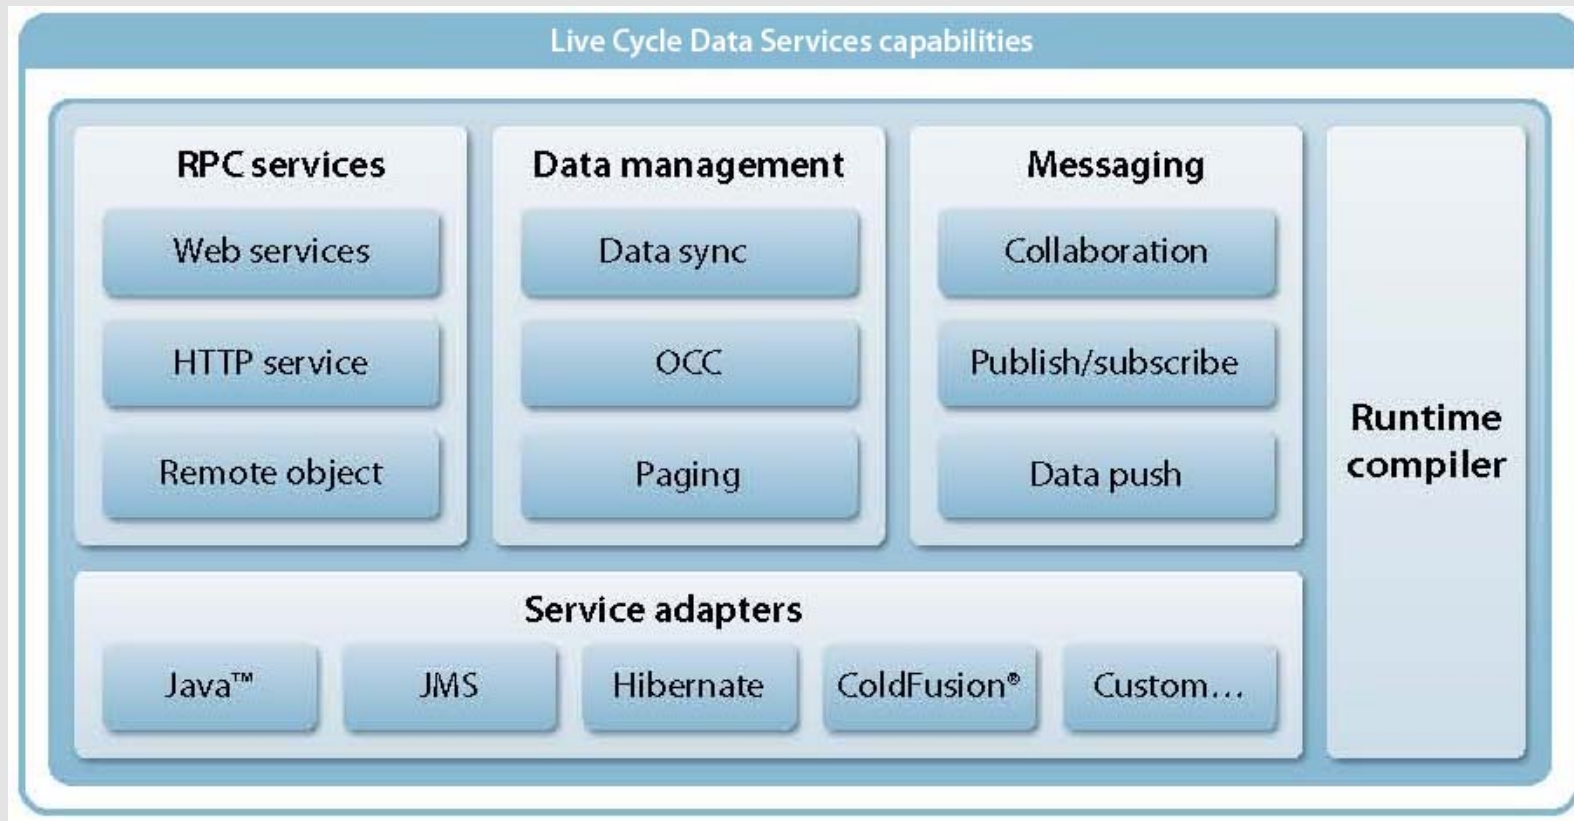 Live Cycle Data Services capabilities
RPC services
Web services
HTTP service
Remote object
Data management
Data sync
OCC
Paging
Messaging
Collaboration
Publish/subscribe
Data push
Runtime
compiler
Service adapters
Java™
JMS
Hibernate
ColdFusion®
Custom...